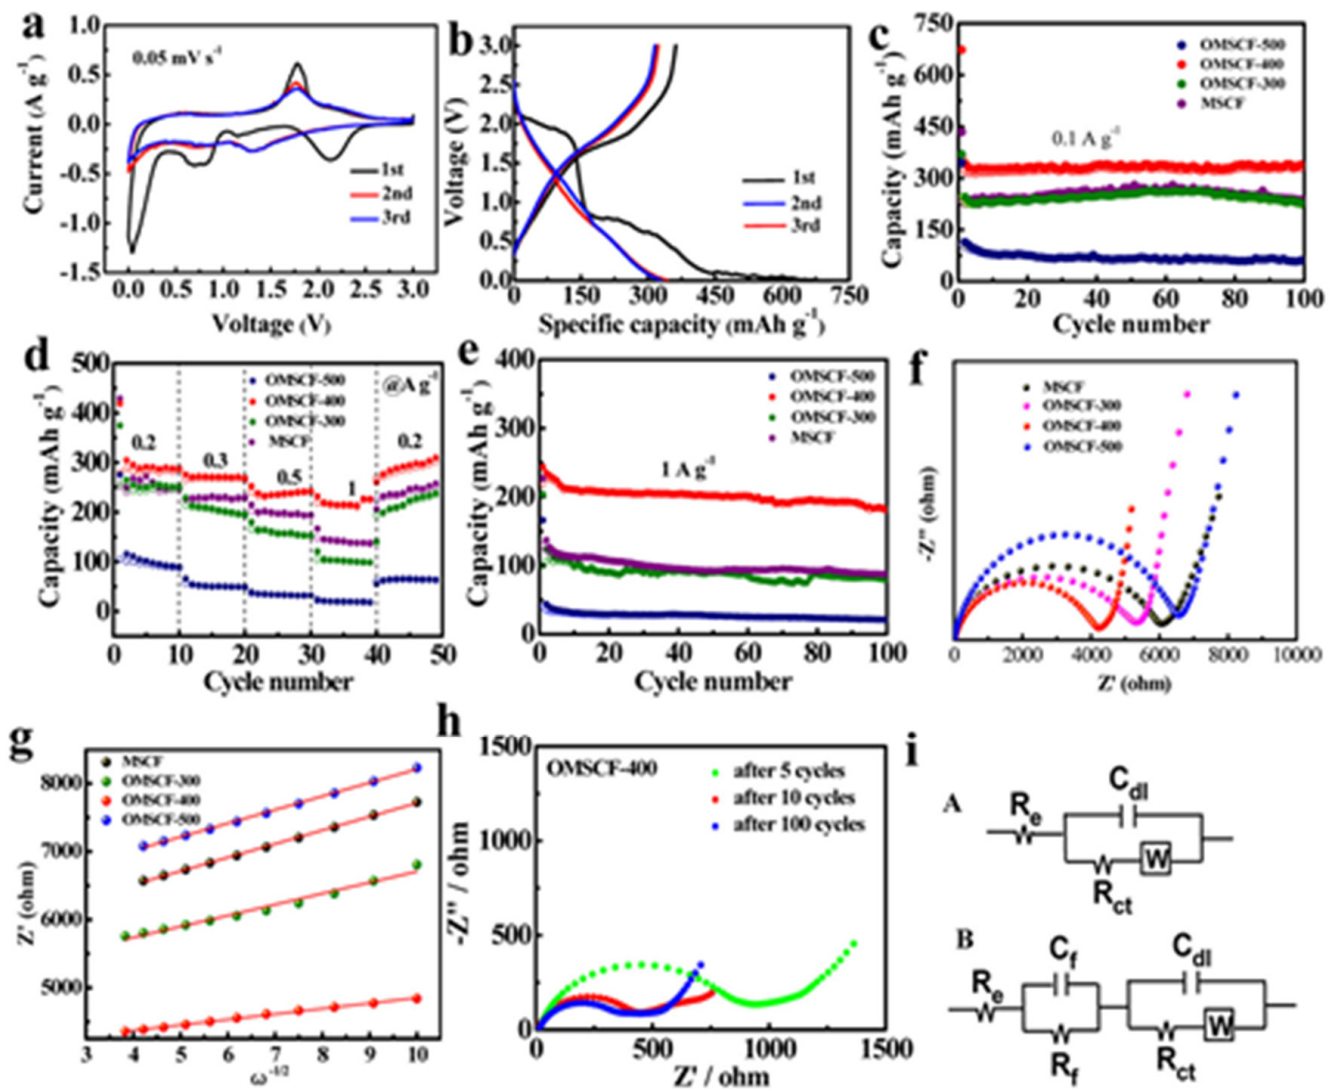 a
0.05 mV s-1
1.0
0.5
0.0
-0.5
-1.0
-1.5
Current (A g-1)
1st
2nd
3rd
0.0 0.5 1.0 1.5 2.0 2.5 3.0
Voltage (V)
b
3.0
2.5
2.0
1.5
1.0
0.5
0.0
Voltage (V)
1st
2nd
3rd
0 150 300 450 600 750
Specific capacity (mAh g-1)
c
750
600
450
300
150
0
Capacity (mAh g-1)
OMSCF-500
OMSCF-400
OMSCF-300
MSCF
0.1 A g-1
0 20 40 60 80 100
Cycle number
d
500
400
300
200
100
0
Capacity (mAh g-1)
OMSCF-500
OMSCF-400
OMSCF-300
MSCF
@A g-1
0.2
0.3
0.5
1
0.2
0 10 20 30 40 50
Cycle number
e
400
300
200
100
0
Capacity (mAh g-1)
OMSCF-500
OMSCF-400
OMSCF-300
MSCF
1 A g-1
0 20 40 60 80 100
Cycle number
f
-Z'' (ohm)
MSCF
OMSCF-300
OMSCF-400
OMSCF-500
0 2000 4000 6000 8000 10000
Z' (ohm)
g
8000
7000
6000
5000
Z' (ohm)
MSCF
OMSCF-300
OMSCF-400
OMSCF-500
3 4 5 6 7 8 9 10
ω-1/2
h
1500
1000
500
0
-Z'' / ohm
OMSCF-400
after 5 cycles
after 10 cycles
after 100 cycles
0 500 1000 1500
Z' / ohm
i
A
Re
Cdl
W
Rct
B
Re
Cf
Rf
Cdl
W
Rct